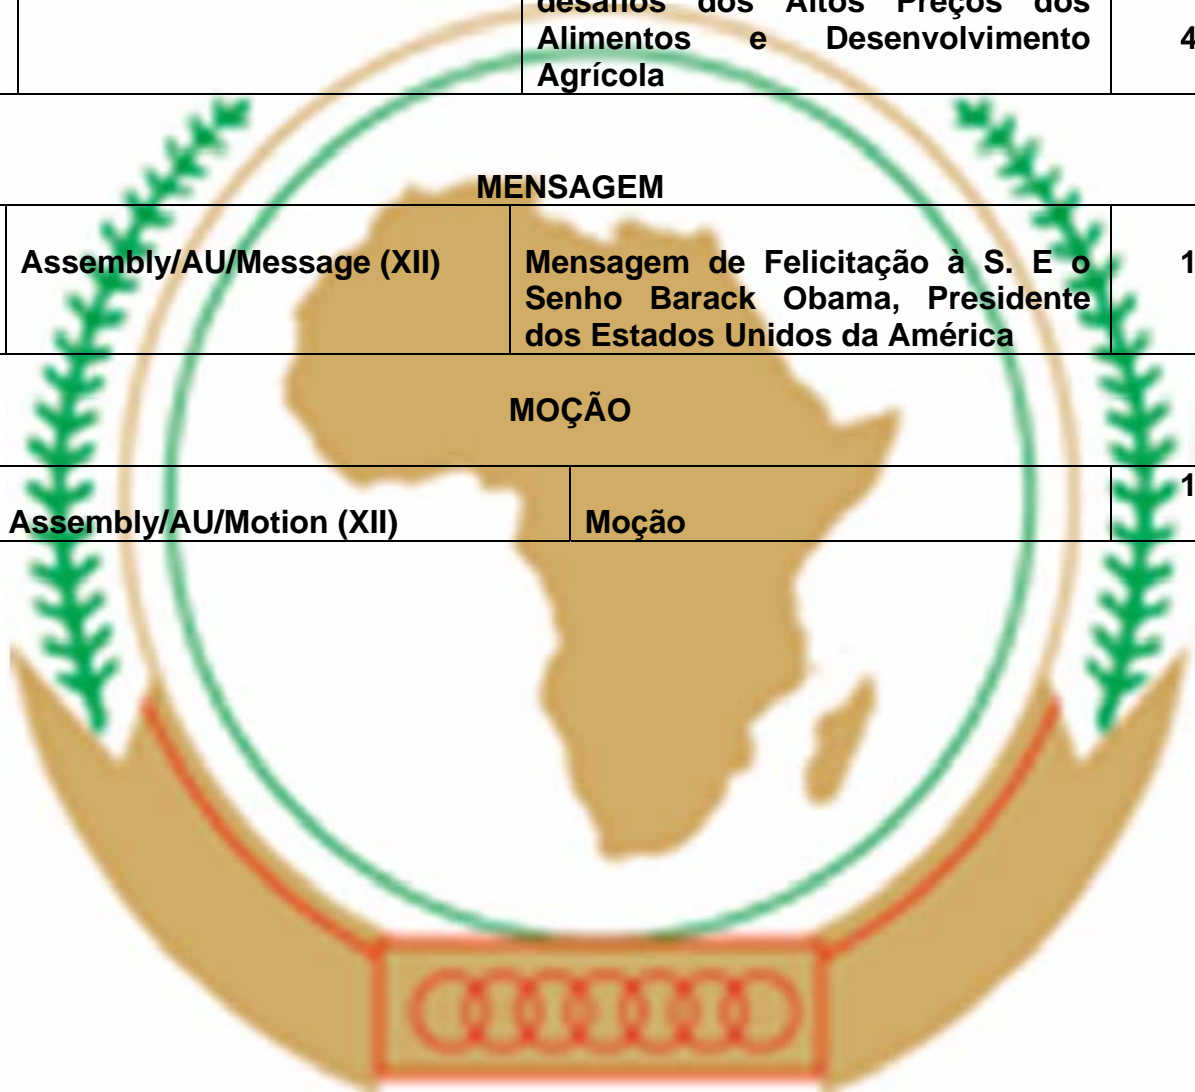 desafios dos Altos Preços dos
Alimentos e Desenvolvimento 4
Agrícola
MENSAGEM
Assembly/AU/Message (XII) Mensagem de Felicitação à S. E o 1
Senho Barack Obama, Presidente
dos Estados Unidos da América
MOÇÃO
1
Assembly/AU/Motion (XII) Moção